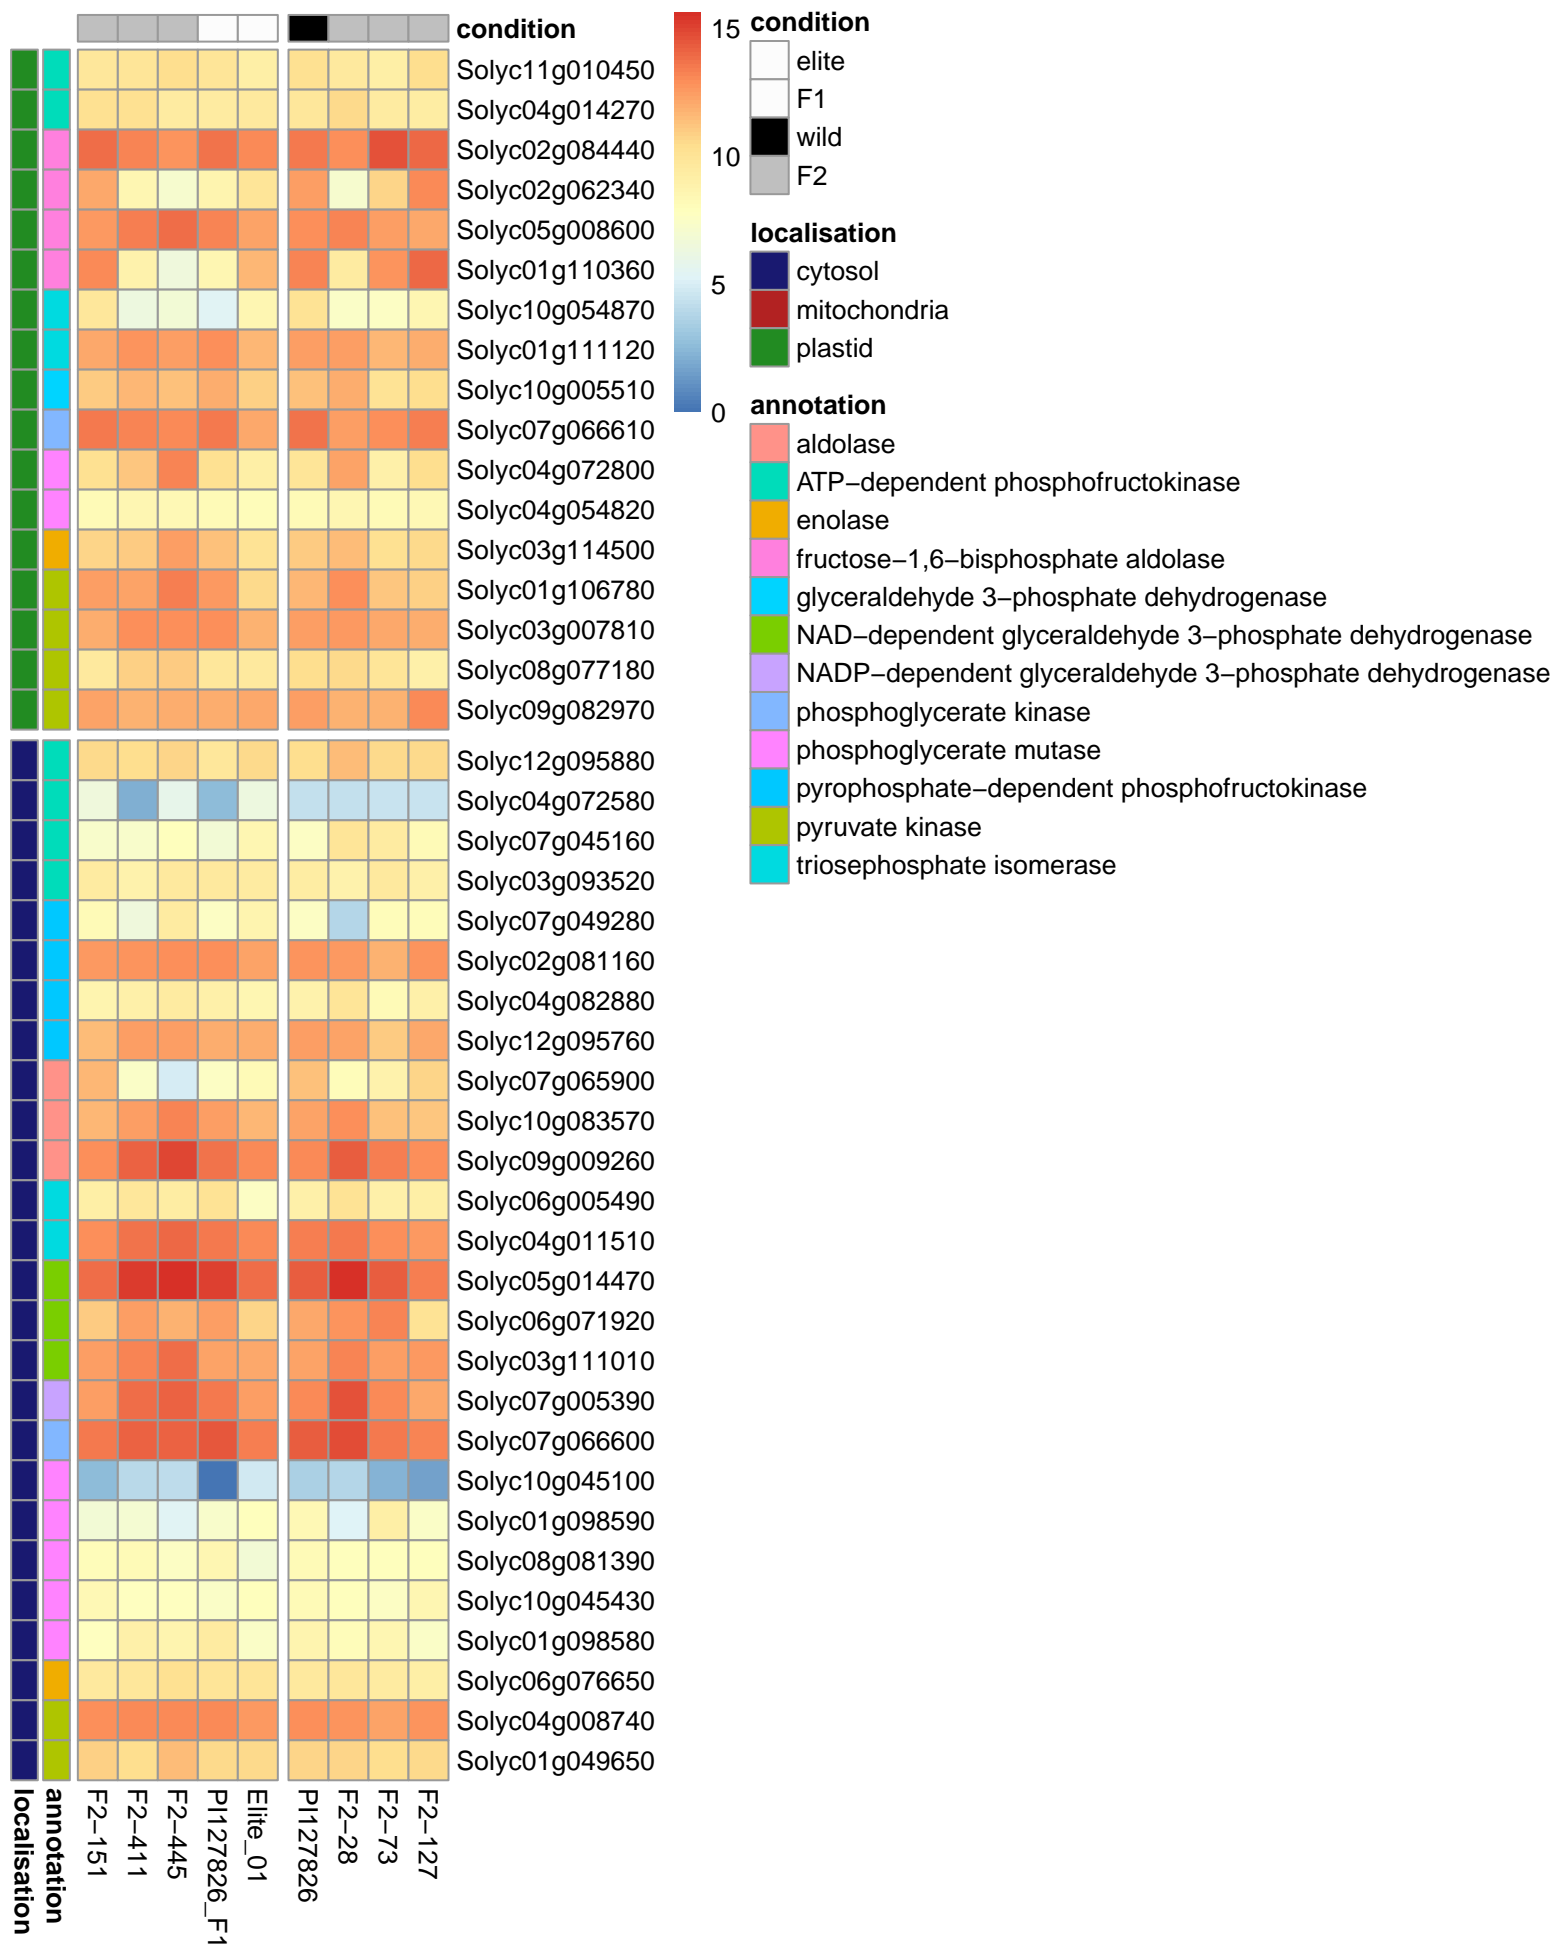 condition
Solyc11g010450
Solyc04g014270
Solyc02g084440
Solyc02g062340
Solyc05g008600
Solyc01g110360
Solyc10g054870
Solyc01g111120
Solyc10g005510
Solyc07g066610
Solyc04g072800
Solyc04g054820
Solyc03g114500
Solyc01g106780
Solyc03g007810
Solyc08g077180
Solyc09g082970
Solyc12g095880
Solyc04g072580
Solyc07g045160
Solyc03g093520
Solyc07g049280
Solyc02g081160
Solyc04g082880
Solyc12g095760
Solyc07g065900
Solyc10g083570
Solyc09g009260
Solyc06g005490
Solyc04g011510
Solyc05g014470
Solyc06g071920
Solyc03g111010
Solyc07g005390
Solyc07g066600
Solyc10g045100
Solyc01g098590
Solyc08g081390
Solyc10g045430
Solyc01g098580
Solyc06g076650
Solyc04g008740
Solyc01g049650
localisation
annotation
F2−151
F2−411
F2−445
PI127826_F1
Elite_01
PI127826
F2−28
F2−73
F2−127
15
10
5
0
condition
elite
F1
wild
F2
localisation
cytosol
mitochondria
plastid
annotation
aldolase
ATP−dependent phosphofructokinase
enolase
fructose−1,6−bisphosphate aldolase
glyceraldehyde 3−phosphate dehydrogenase
NAD−dependent glyceraldehyde 3−phosphate dehydrogenase
NADP−dependent glyceraldehyde 3−phosphate dehydrogenase
phosphoglycerate kinase
phosphoglycerate mutase
pyrophosphate−dependent phosphofructokinase
pyruvate kinase
triosephosphate isomerase